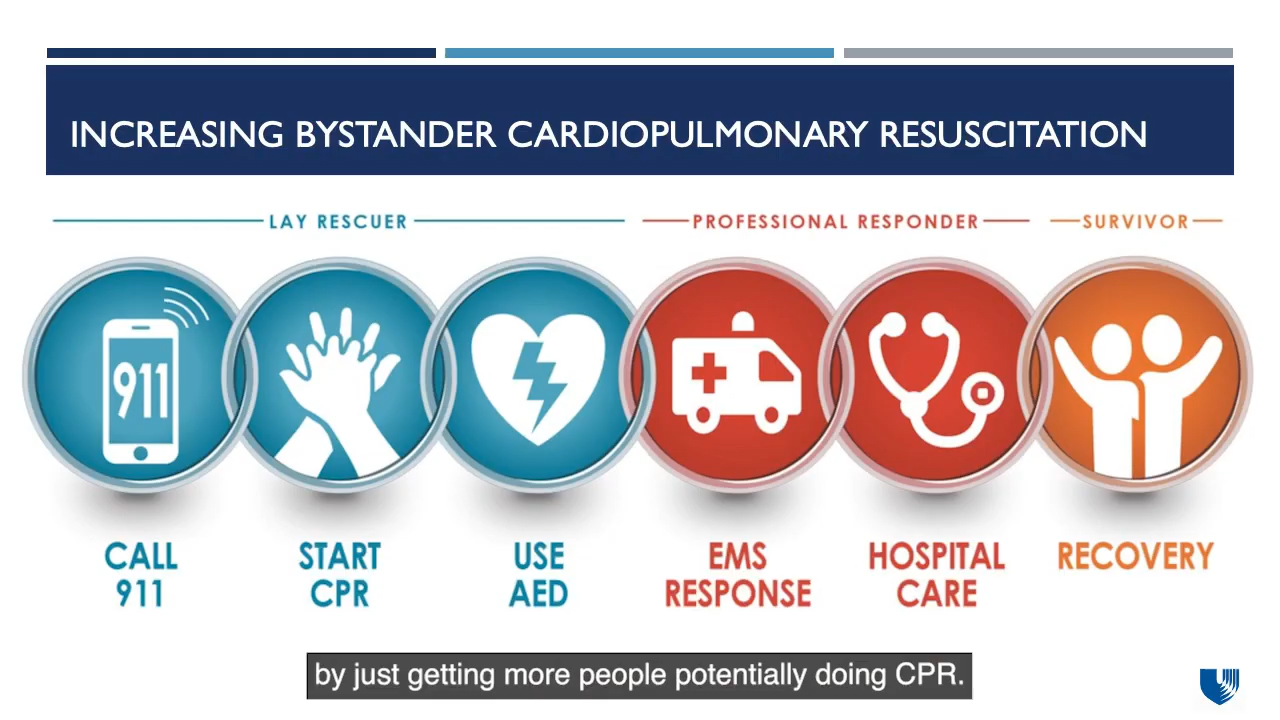 INCREASING BYSTANDER CARDIOPULMONARY RESUSCITATION
LAY RESCUER
PROFESSIONAL RESPONDER
SURVIVOR
911
CALL
911
START
CPR
USE
AED
EMS
RESPONSE
HOSPITAL
CARE
RECOVERY
by just getting more people potentially doing CPR.